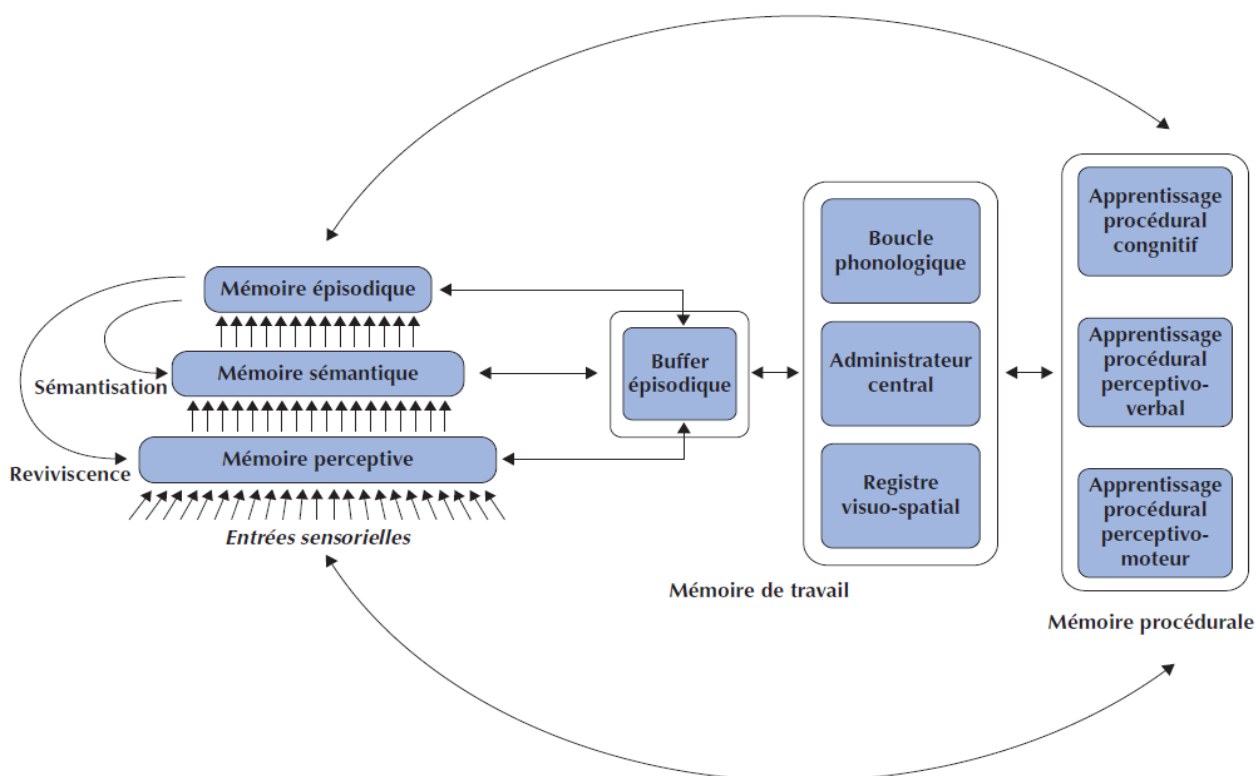 Mémoire épisodique
Sémantisation
Mémoire sémantique
Reviviscence
Mémoire perceptive
Entrées sensorielles
Buffer
épisodique
Boucle
phonologique
Administrateur
central
Registre
visuo-spatial
Mémoire de travail
Apprentissage
procédural
congnitif
Apprentissage
procédural
perceptivo-
verbal
Apprentissage
procédural
perceptivo-
moteur
Mémoire procédurale